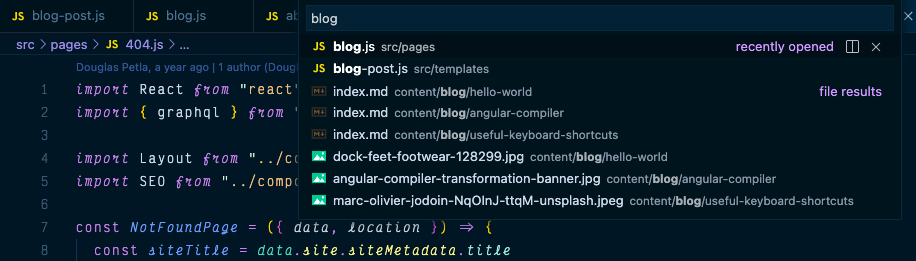 JS blog-post.js JS blog.js ab
blog
src > pages > JS 404.js > ...
JS blog.js src/pages recently opened
JS blog-post.js src/templates
index.md content/blog/hello-world file results
index.md content/blog/angular-compiler
index.md content/blog/useful-keyboard-shortcuts
dock-feet-footwear-128299.jpg content/blog/hello-world
angular-compiler-transformation-banner.jpg content/blog/angular-compiler
marc-olivier-jodoin-NqOInJ-ttqM-unsplash.jpeg content/blog/useful-keyboard-shortcuts
Douglas Petla, a year ago | 1 author (Doug
1 import React from "react"
2 import { graphql } from "
3
4 import Layout from "../co
5 import SEO from "../compo
6
7 const NotFoundPage = ({ data, location }) => {
8 const siteTitle = data.site.siteMetadata.title